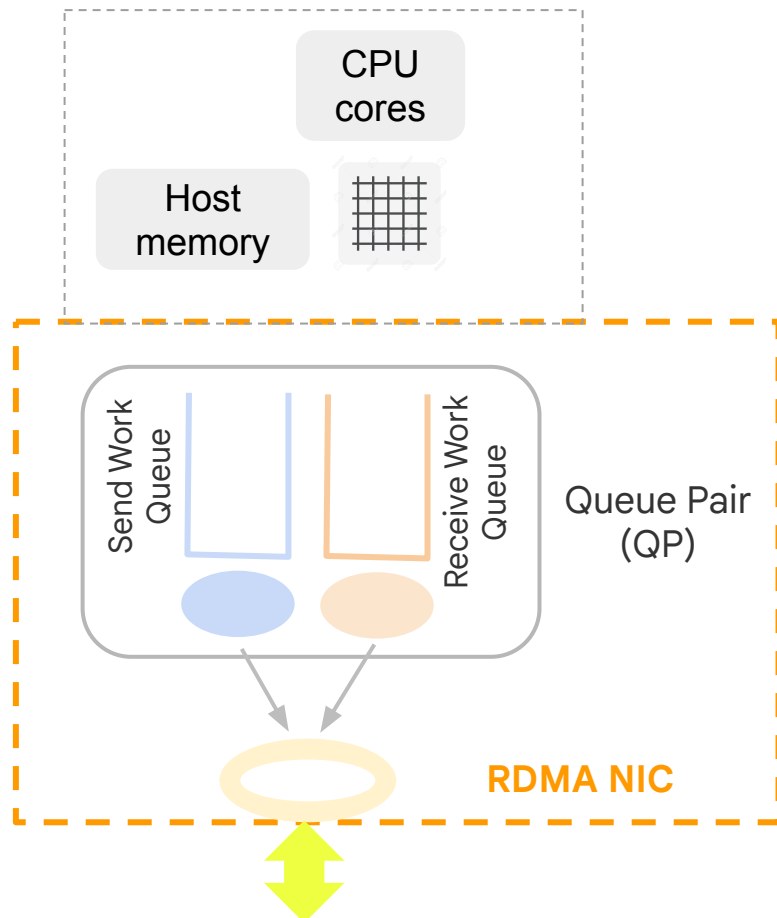 CPU
cores
Host
memory
Send Work
Queue
Receive Work
Queue
Queue Pair
(QP)
RDMA NIC